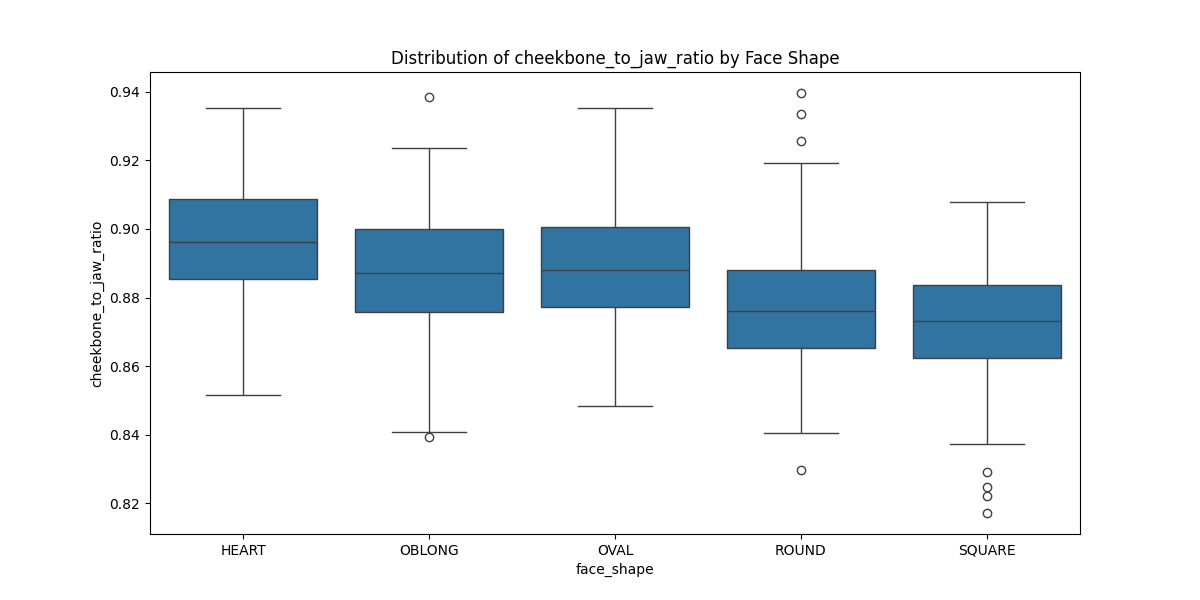 Distribution of cheekbone_to_jaw_ratio by Face Shape
cheekbone_to_jaw_ratio
0.94
0.92
0.90
0.88
0.86
0.84
0.82
HEART OBLONG OVAL ROUND SQUARE
face_shape